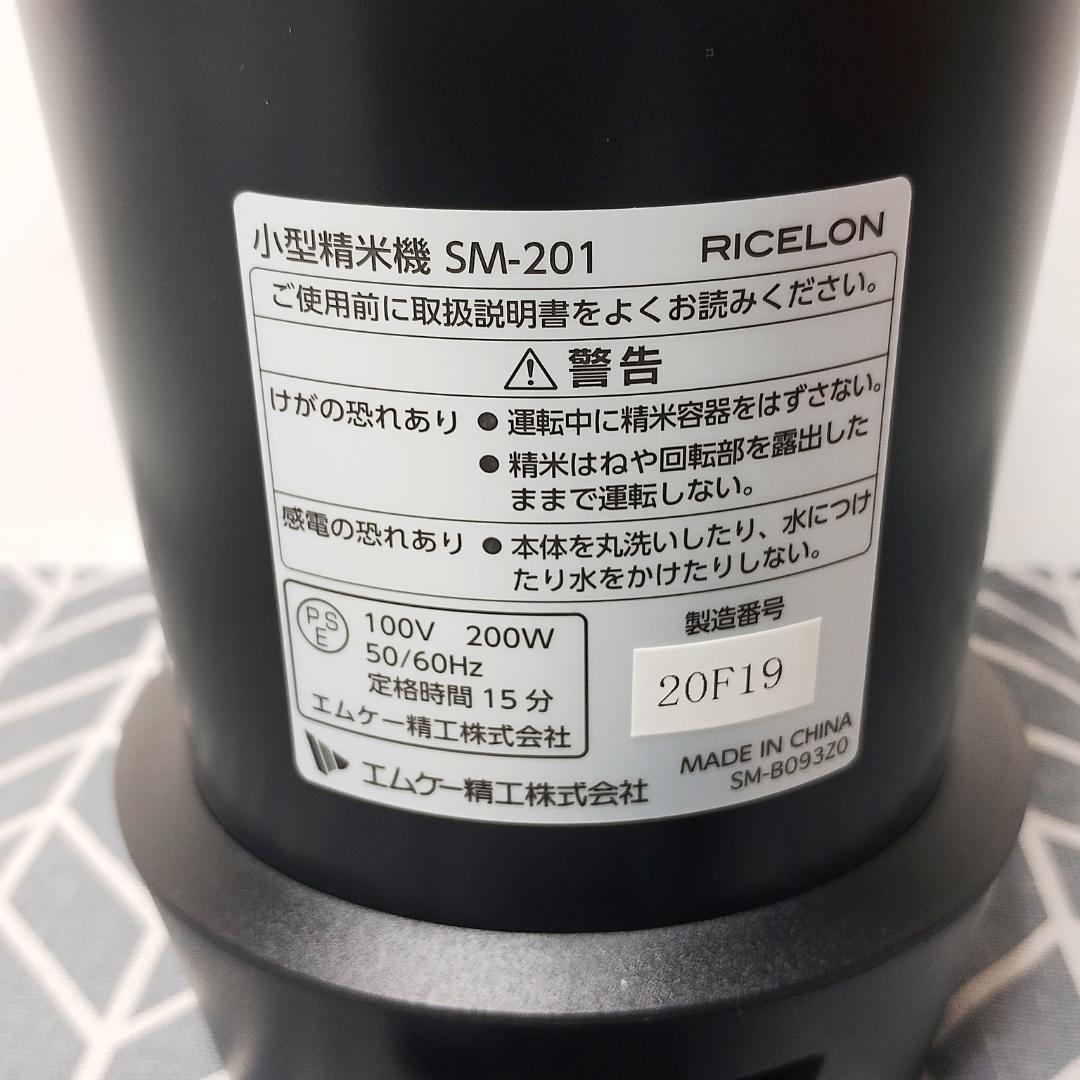 小型精米機 SM-201 RICELON
ご使用前に取扱説明書をよくお読みください。
警告
けがの恐れあり ●運転中に精米容器をはずさない。
●精米はねや回転部を露出した
ままで運転しない。
感電の恐れあり ●本体を丸洗いしたり、水につけ
たり水をかけたりしない。
PSE 100V 200W
50/60Hz
定格時間 15分
エムケー精工株式会社
製造番号
20F19
エムケー精工株式会社
MADE IN CHINA
SM-B093Z0